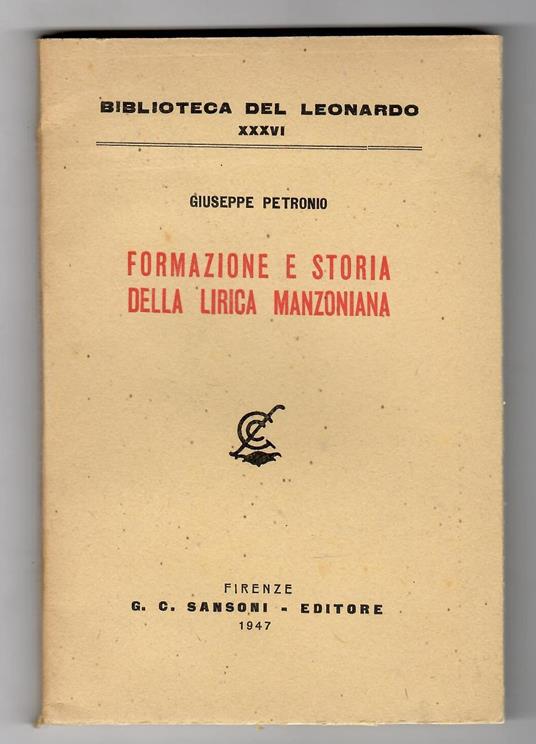 BIBLIOTECA DEL LEONARDO
XXXVI
GIUSEPPE PETRONIO
FORMAZIONE E STORIA
DELLA LIRICA MANZONIANA
FIRENZE
G. C. SANSONI - EDITORE
1947